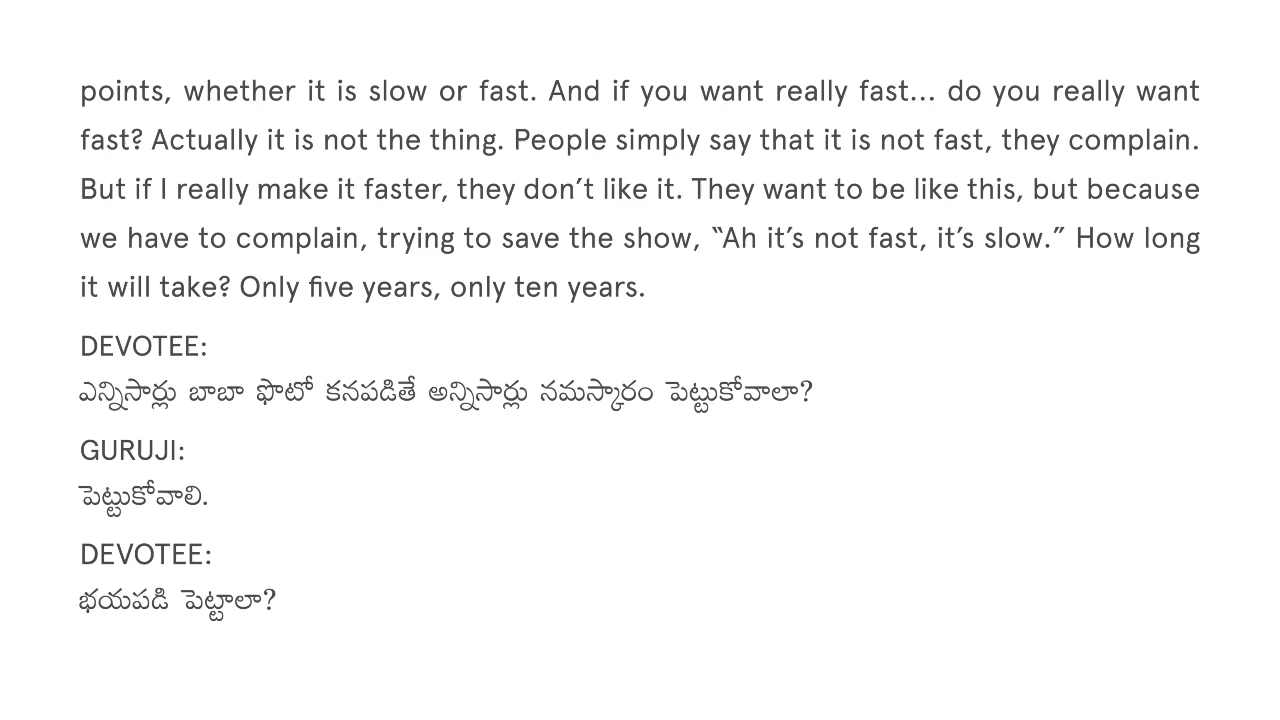 points, whether it is slow or fast. And if you want really fast... do you really want
fast? Actually it is not the thing. People simply say that it is not fast, they complain.
But if I really make it faster, they don’t like it. They want to be like this, but because
we have to complain, trying to save the show, “Ah it’s not fast, it’s slow.” How long
it will take? Only five years, only ten years.
DEVOTEE:
ఎన్నిసార్లు బాబా ఫొటో కనపడితే అన్నిసార్లు నమస్కారం పెట్టుకోవాలా?
GURUJI:
పెట్టుకోవాలి.
DEVOTEE:
భయపడి పెట్టాలా?